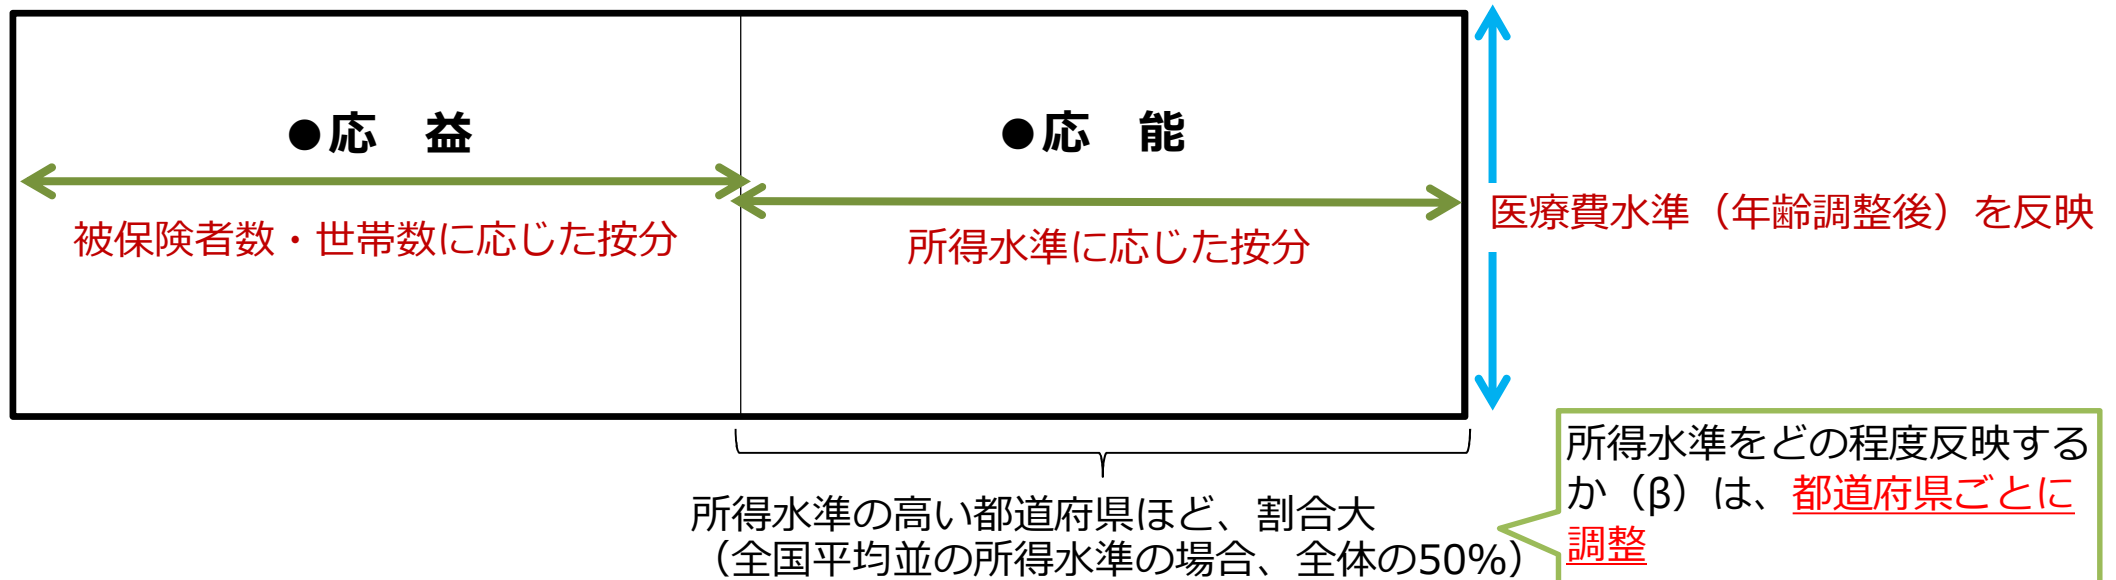 ●応　益
●応　能
被保険者数・世帯数に応じた按分
所得水準に応じた按分
医療費水準（年齢調整後）を反映
所得水準の高い都道府県ほど、割合大
（全国平均並の所得水準の場合、全体の50%）
所得水準をどの程度反映する
か（β）は、都道府県ごとに
調整